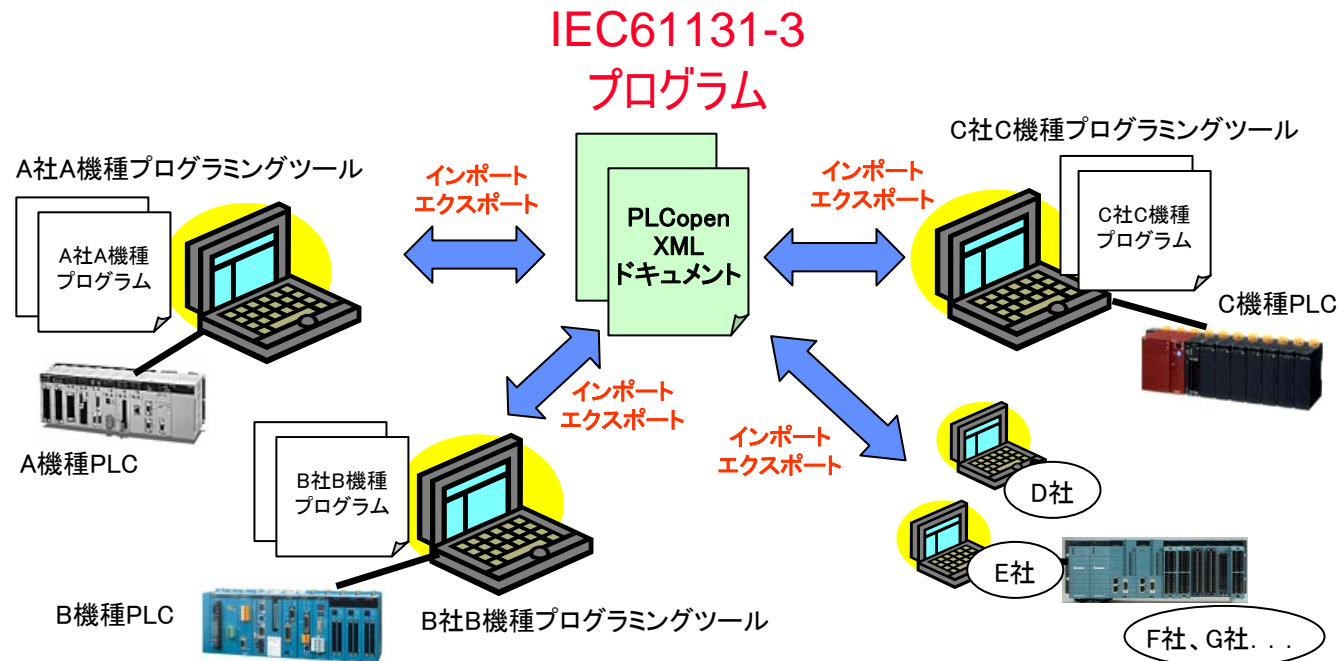 IEC61131-3
プログラム
A社A機種プログラミングツール
A社A機種
プログラム
A機種PLC
インポート
エクスポート
PLCopen
XML
ドキュメント
インポート
エクスポート
C社C機種プログラミングツール
C社C機種
プログラム
C機種PLC
インポート
エクスポート
B社B機種
プログラム
B機種PLC
B社B機種プログラミングツール
インポート
エクスポート
D社
E社
F社、G社. . .